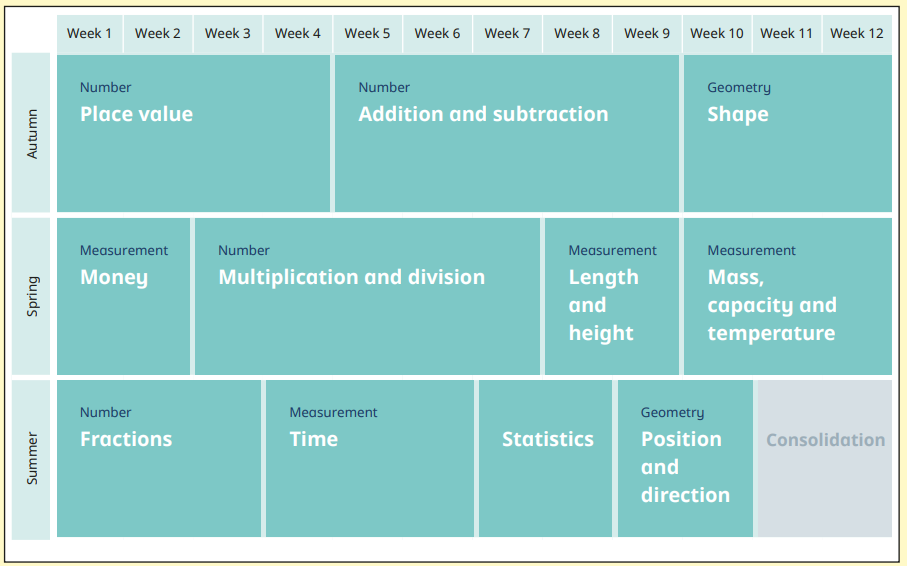 Week 1 Week 2 Week 3 Week 4 Week 5 Week 6 Week 7 Week 8 Week 9 Week 10 Week 11 Week 12
Autumn
Number
Place value
Number
Addition and subtraction
Geometry
Shape
Spring
Measurement
Money
Number
Multiplication and division
Measurement
Length
and
height
Measurement
Mass,
capacity and
temperature
Summer
Number
Fractions
Measurement
Time
Statistics
Geometry
Position
and
direction
Consolidation